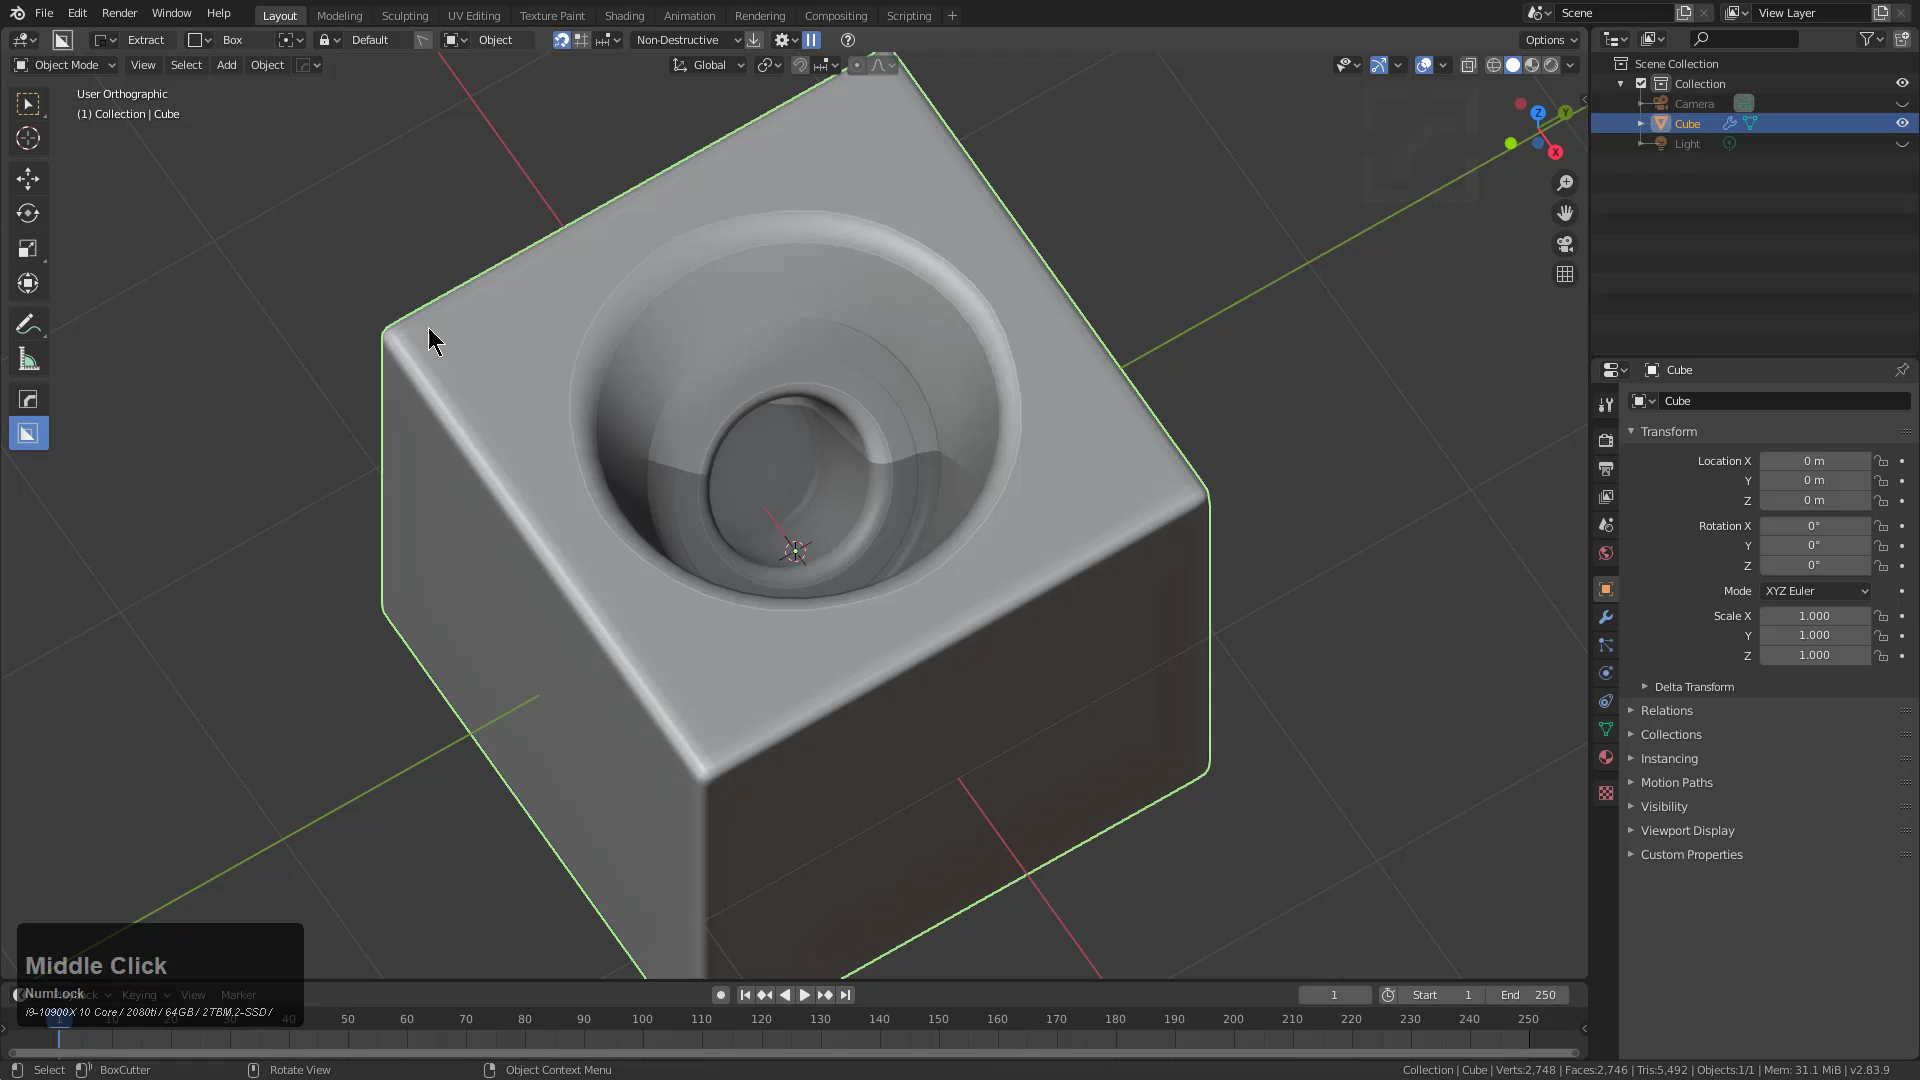 File Edit Render Window Help Layout Modeling Sculpting UV Editing Texture Paint Shading Animation Rendering Compositing Scripting + Scene View Layer
Extract Box Default Object Non-Destructive Options
Object Mode View Select Add Object Global
User Orthographic
(1) Collection | Cube
Z
Y
X
Scene Collection
Collection
Camera
Cube
Light
Cube
Cube
Transform
Location X 0 m
Y 0 m
Z 0 m
Rotation X 0°
Y 0°
Z 0°
Mode XYZ Euler
Scale X 1.000
Y 1.000
Z 1.000
Delta Transform
Relations
Collections
Instancing
Motion Paths
Visibility
Viewport Display
Custom Properties
Middle Click
NumLock
i9-10900X 10 Core / 2080ti / 64GB / 2TBM.2-SSD /
Keying View Marker 1 Start 1 End 250
1 10 20 30 40 50 60 70 80 90 100 110 120 130 140 150 160 170 180 190 200 210 220 230 240 250
Select BoxCutter Rotate View Object Context Menu Collection | Cube | Verts:2,748 | Faces:2,746 | Tris:5,492 | Objects:1/1 | Mem: 31.1 MiB | v2.83.9